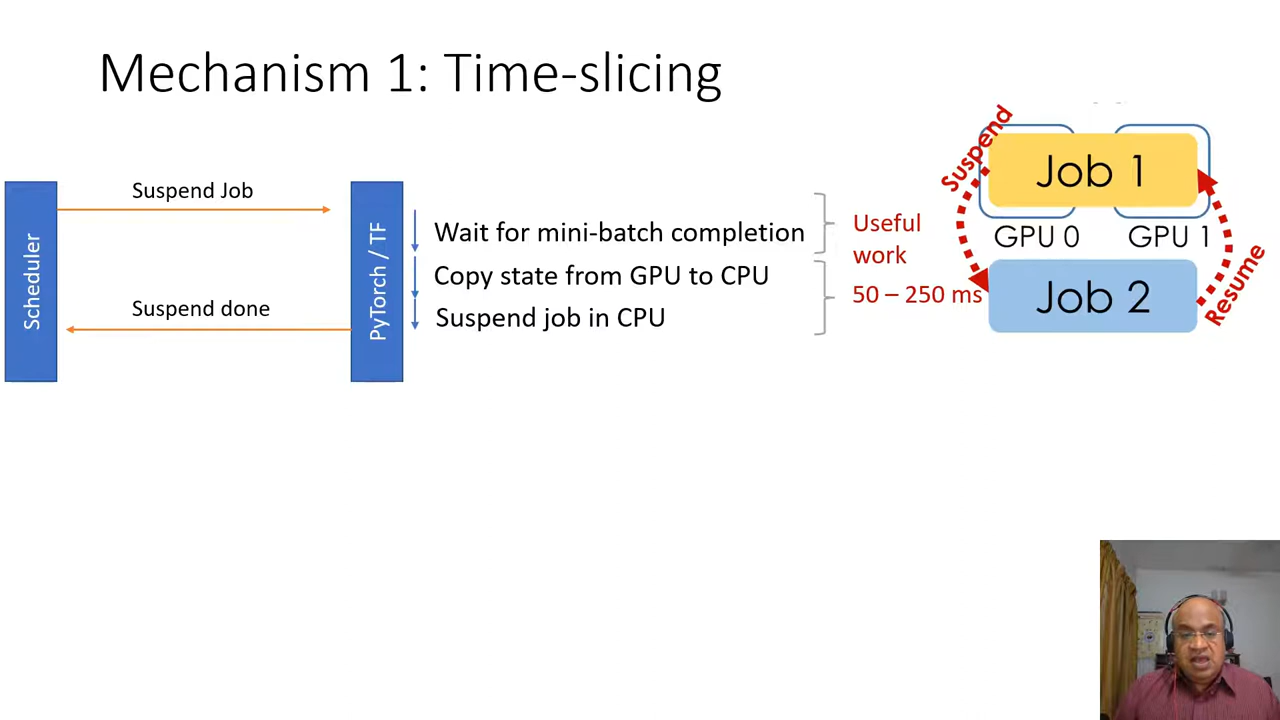 Mechanism 1: Time-slicing
Scheduler
Suspend Job
Suspend done
PyTorch / TF
Wait for mini-batch completion
Copy state from GPU to CPU
Suspend job in CPU
Useful
work
50 – 250 ms
Suspend
Job 1
GPU 0
GPU 1
Job 2
Resume